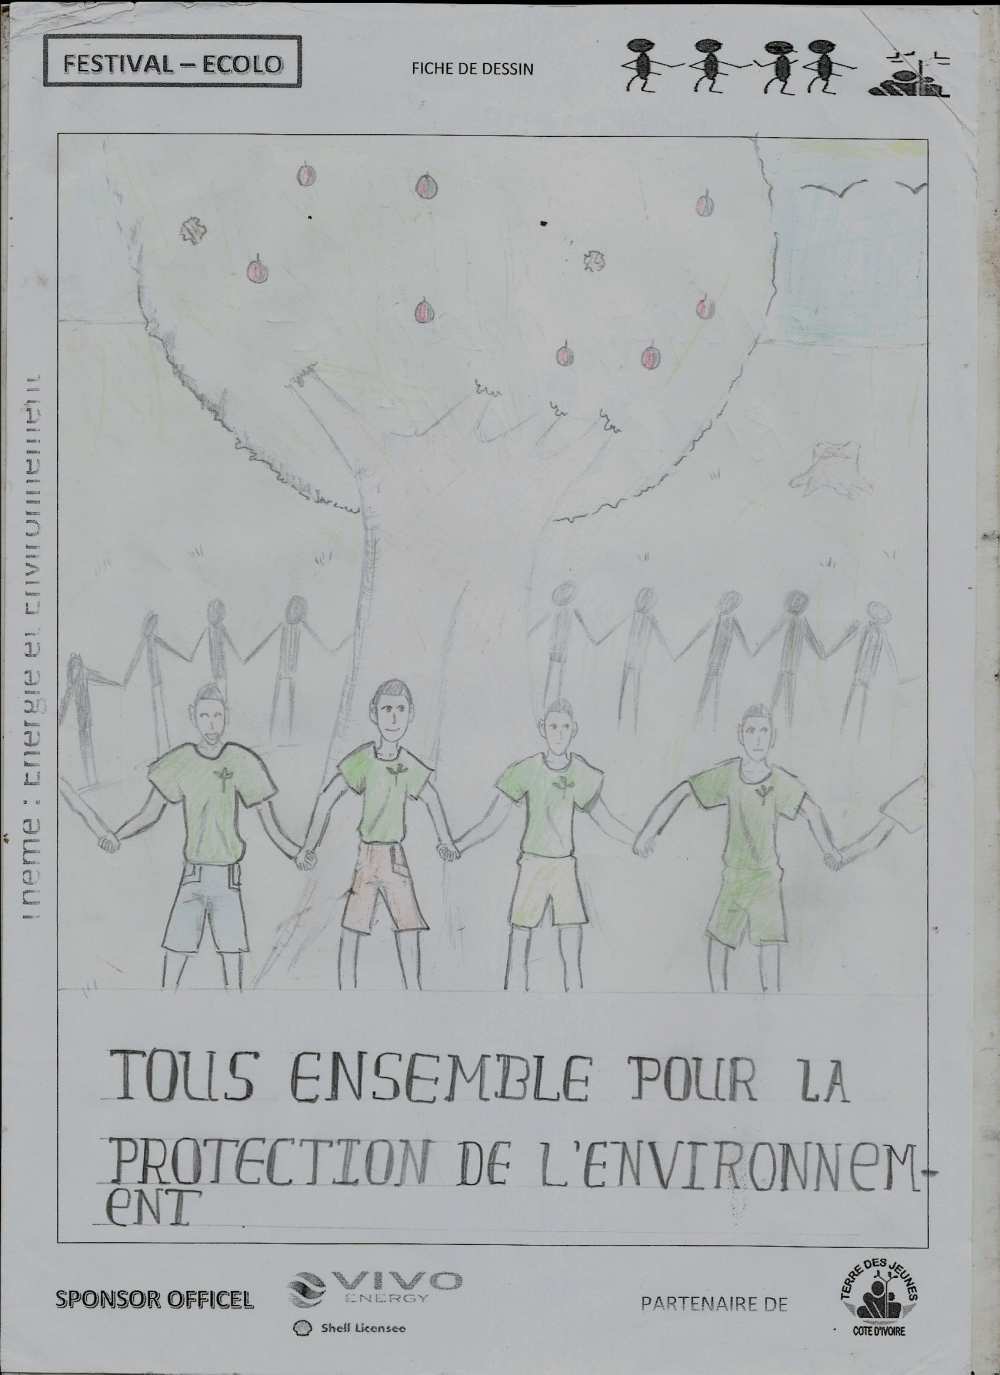 FESTIVAL – ECOLO
FICHE DE DESSIN
Theme : Energie et Environnement
TOUS ENSEMBLE POUR LA
PROTECTION DE L'ENVIRONNEM-
ENT
SPONSOR OFFICEL
VIVO
ENERGY
Shell Licensee
PARTENAIRE DE
TERRE DES JEUNES
COTE D'IVOIRE